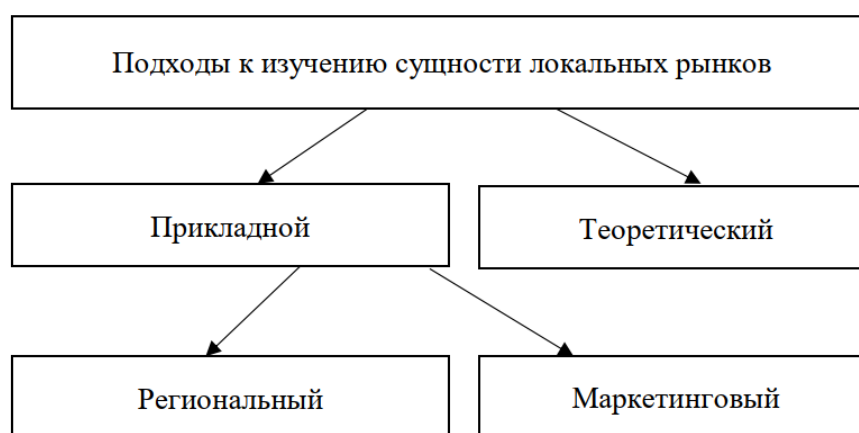 Подходы к изучению сущности локальных рынков
Прикладной
Теоретический
Региональный
Маркетинговый